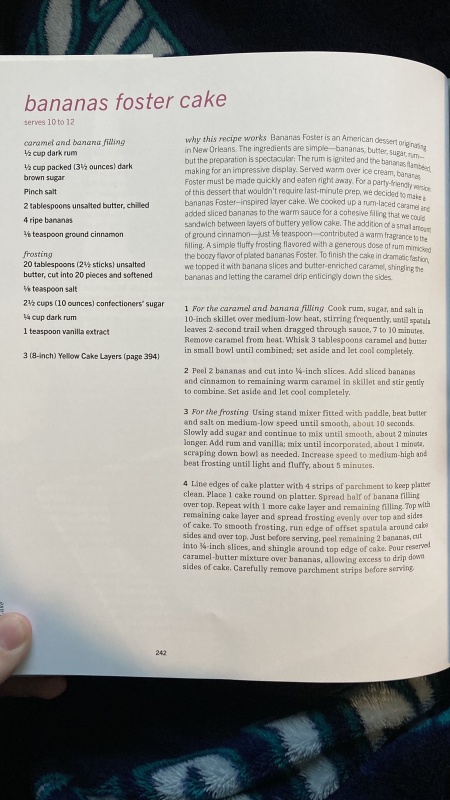 bananas foster cake
serves 10 to 12
caramel and banana filling
½ cup dark rum
½ cup packed (3½ ounces) dark
brown sugar
Pinch salt
2 tablespoons unsalted butter, chilled
4 ripe bananas
⅛ teaspoon ground cinnamon
frosting
20 tablespoons (2½ sticks) unsalted
butter, cut into 20 pieces and softened
⅛ teaspoon salt
2½ cups (10 ounces) confectioners' sugar
¼ cup dark rum
1 teaspoon vanilla extract
3 (8-inch) Yellow Cake Layers (page 394)
why this recipe works Bananas Foster is an American dessert originating
in New Orleans. The ingredients are simple—bananas, butter, sugar, rum—
but the preparation is spectacular: The rum is ignited and the bananas flambéed,
making for an impressive display. Served warm over ice cream, bananas
Foster must be made quickly and eaten right away. For a party-friendly version
of this dessert that wouldn't require last-minute prep, we decided to make a
bananas Foster–inspired layer cake. We cooked up a rum-laced caramel and
added sliced bananas to the warm sauce for a cohesive filling that we could
sandwich between layers of buttery yellow cake. The addition of a small amount
of ground cinnamon—just ⅛ teaspoon—contributed a warm fragrance to the
filling. A simple fluffy frosting flavored with a generous dose of rum mimicked
the boozy flavor of plated bananas Foster. To finish the cake in dramatic fashion,
we topped it with banana slices and butter-enriched caramel, shingling the
bananas and letting the caramel drip enticingly down the sides.
1 For the caramel and banana filling Cook rum, sugar, and salt in
10-inch skillet over medium-low heat, stirring frequently, until spatula
leaves 2-second trail when dragged through sauce, 7 to 10 minutes.
Remove caramel from heat. Whisk 3 tablespoons caramel and butter
in small bowl until combined; set aside and let cool completely.
2 Peel 2 bananas and cut into ¼-inch slices. Add sliced bananas
and cinnamon to remaining warm caramel in skillet and stir gently
to combine. Set aside and let cool completely.
3 For the frosting Using stand mixer fitted with paddle, beat butter
and salt on medium-low speed until smooth, about 10 seconds.
Slowly add sugar and continue to mix until smooth, about 2 minutes
longer. Add rum and vanilla; mix until incorporated, about 1 minute,
scraping down bowl as needed. Increase speed to medium-high and
beat frosting until light and fluffy, about 5 minutes.
4 Line edges of cake platter with 4 strips of parchment to keep platter
clean. Place 1 cake round on platter. Spread half of banana filling
over top. Repeat with 1 more cake layer and remaining filling. Top with
remaining cake layer and spread frosting evenly over top and sides
of cake. To smooth frosting, run edge of offset spatula around cake
sides and over top. Just before serving, peel remaining 2 bananas, cut
into ¼-inch slices, and shingle around top edge of cake. Pour reserved
caramel-butter mixture over bananas, allowing excess to drip down
sides of cake. Carefully remove parchment strips before serving.
242